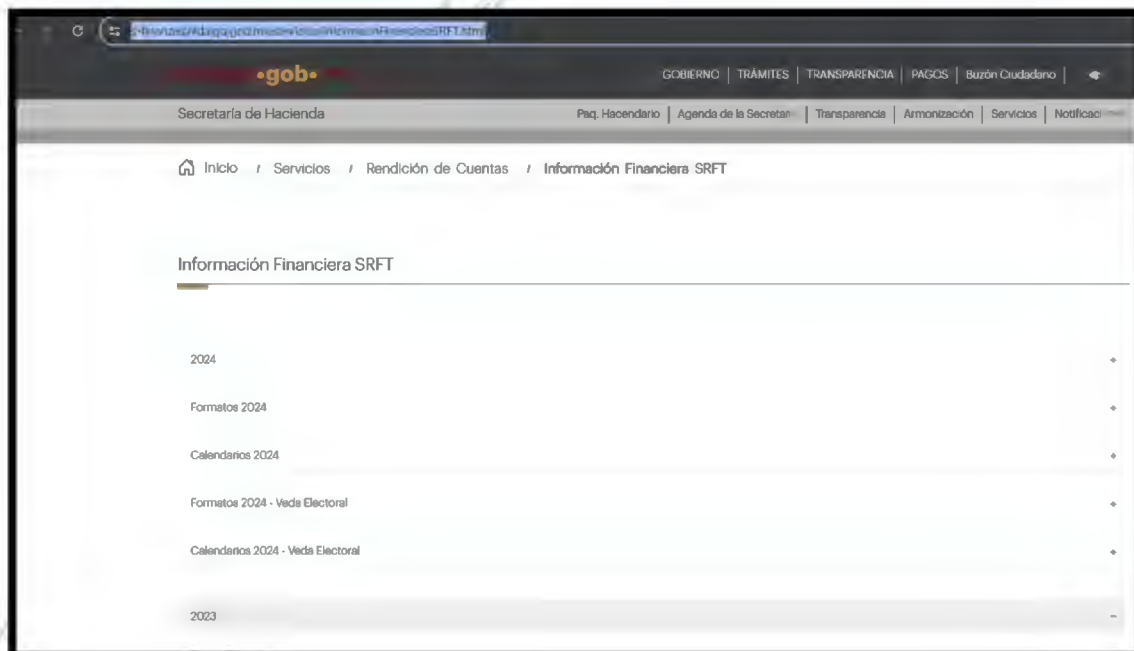 •gob•
GOBIERNO | TRÁMITES | TRANSPARENCIA | PAGOS | Buzón Ciudadano |
Secretaría de Hacienda
Paq. Hacendario | Agenda de la Secretar | Transparencia | Armonización | Servicios | Notificaci
Inicio / Servicios / Rendición de Cuentas / Información Financiera SRFT
Información Financiera SRFT
2024 +
Formatos 2024 +
Calendarios 2024 +
Formatos 2024 - Veda Electoral +
Calendarios 2024 - Veda Electoral +
2023 -